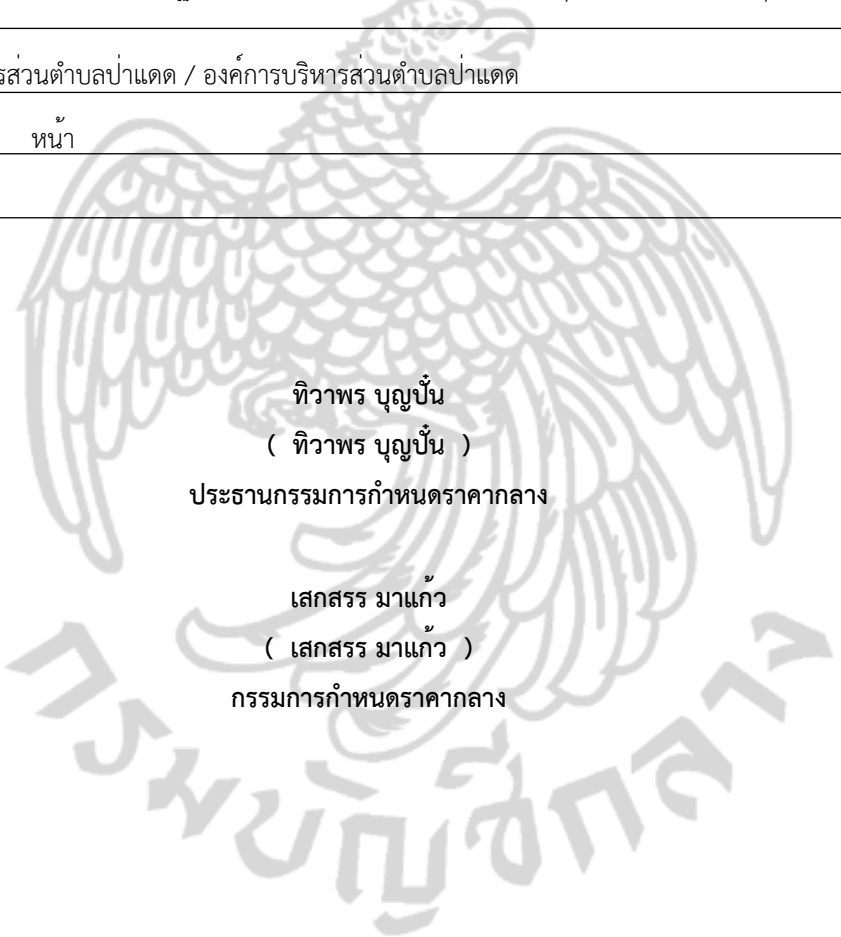 ส่วนตำบลป่าแดด / องค์การบริหารส่วนตำบลป่าแดด
หน้า
ทิวาพร บุญปั๋น
( ทิวาพร บุญปั๋น )
ประธานกรรมการกำหนดราคากลาง
เสกสรร มาแก้ว
( เสกสรร มาแก้ว )
กรรมการกำหนดราคากลาง
กรมบัญชีกลาง